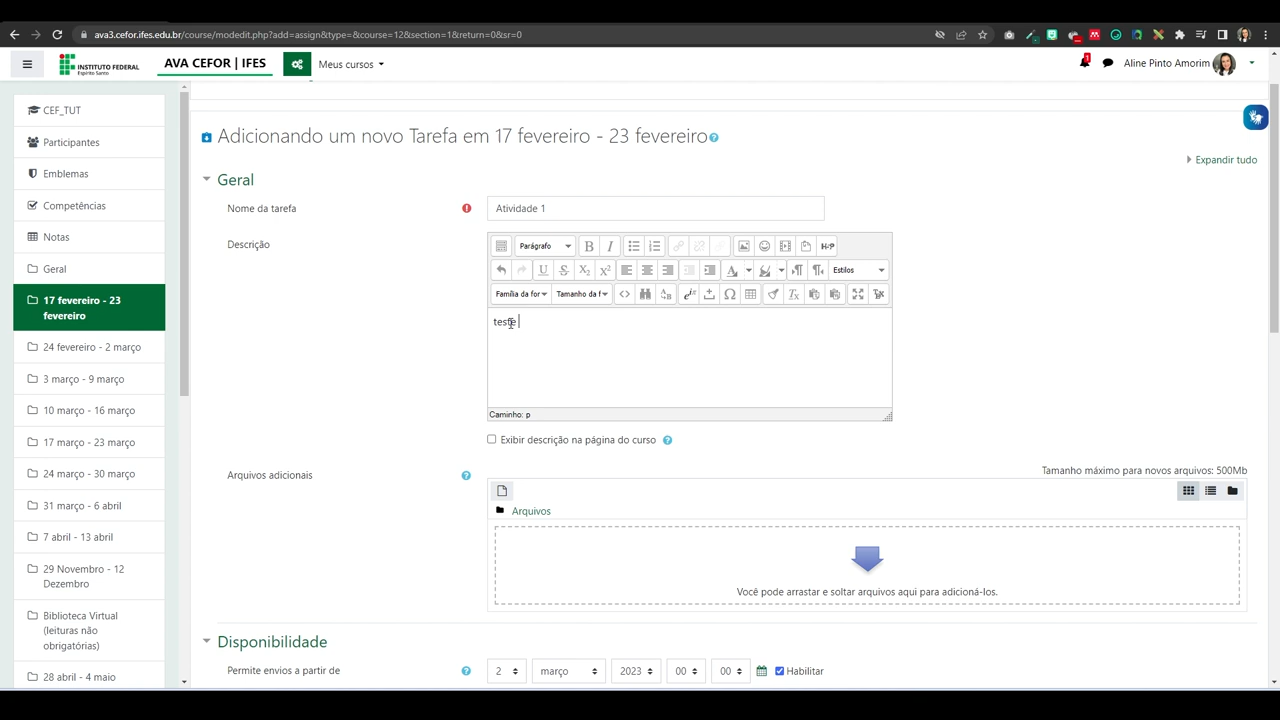 ava3.cefor.ifes.edu.br/course/modedit.php?add=assign&type=&course=12&section=1&return=0&sr=0
INSTITUTO FEDERAL
Espírito Santo
AVA CEFOR | IFES
Meus cursos
1
Aline Pinto Amorim
CEF_TUT
Participantes
Emblemas
Competências
Notas
Geral
17 fevereiro - 23
fevereiro
24 fevereiro - 2 março
3 março - 9 março
10 março - 16 março
17 março - 23 março
24 março - 30 março
31 março - 6 abril
7 abril - 13 abril
29 Novembro - 12
Dezembro
Biblioteca Virtual
(leituras não
obrigatórias)
28 abril - 4 maio
Adicionando um novo Tarefa em 17 fevereiro - 23 fevereiro
Expandir tudo
Geral
Nome da tarefa
Atividade 1
Descrição
Parágrafo
B I
H-P
U S X2 X2
A
Estilos
Família da for
Tamanho da f
teste
Caminho: p
Exibir descrição na página do curso
Arquivos adicionais
Tamanho máximo para novos arquivos: 500Mb
Arquivos
Você pode arrastar e soltar arquivos aqui para adicioná-los.
Disponibilidade
Permite envios a partir de
2 março 2023 00 00 Habilitar